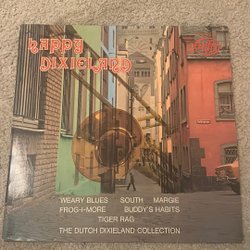 HAPPY
DIXIELAND
WEARY BLUES SOUTH MARGIE
FROG-I-MORE BUDDY'S HABITS
TIGER RAG
THE DUTCH DIXIELAND COLLECTION